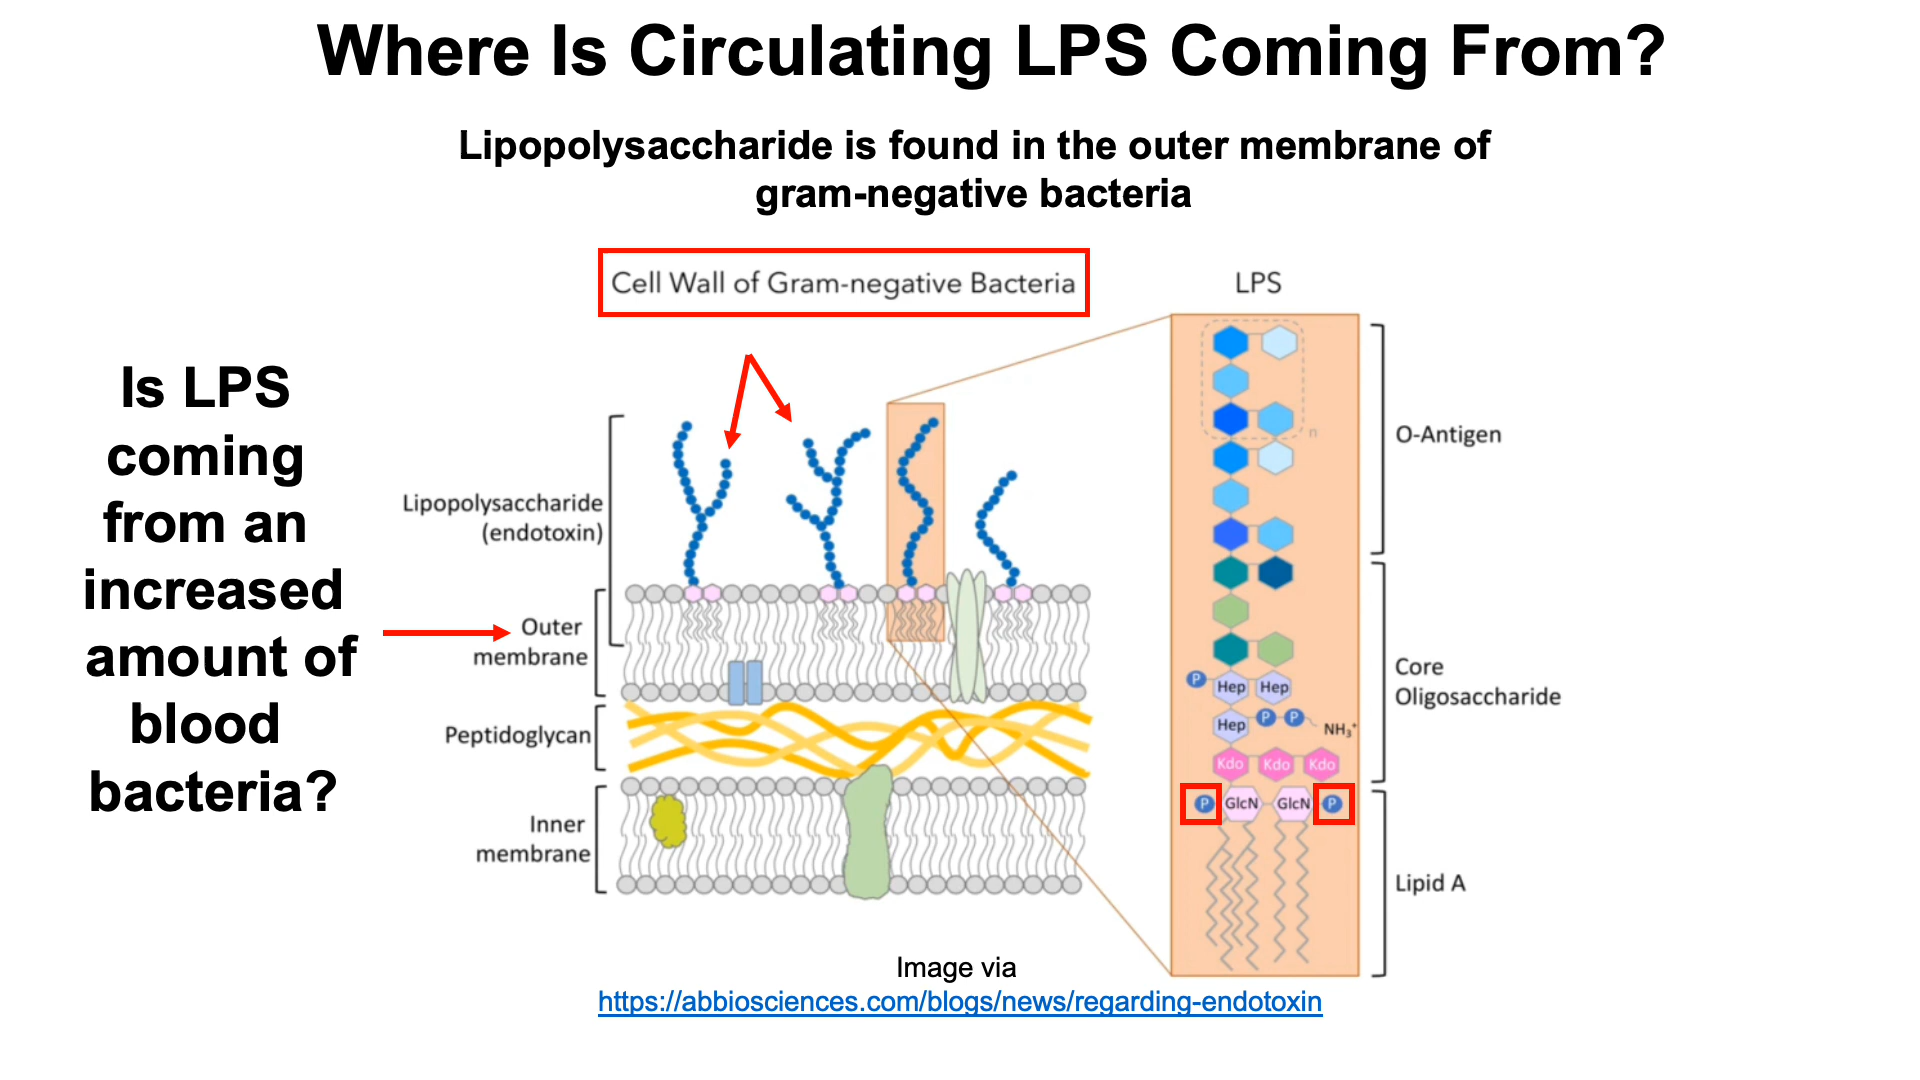 Where Is Circulating LPS Coming From?
Lipopolysaccharide is found in the outer membrane of
gram-negative bacteria
Cell Wall of Gram-negative Bacteria
LPS
Is LPS
coming
from an
increased
amount of
blood
bacteria?
Lipopolysaccharide
(endotoxin)
Outer
membrane
Peptidoglycan
Inner
membrane
n
O-Antigen
P
Hep Hep
Hep P P
NH₃⁺
Kdo Kdo Kdo
P GlcN GlcN P
Core
Oligosaccharide
Lipid A
Image via
https://abbiosciences.com/blogs/news/regarding-endotoxin